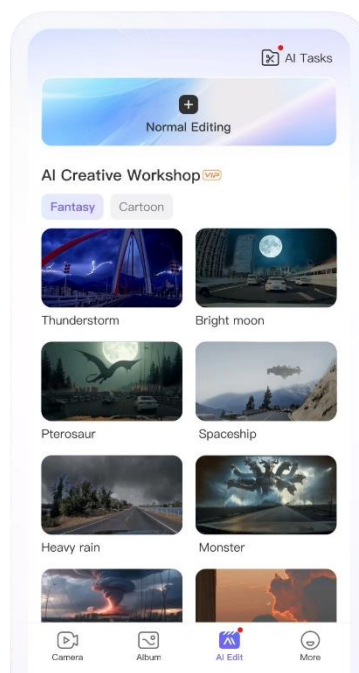 AI Tasks
Normal Editing
AI Creative Workshop VIP
Fantasy Cartoon
Thunderstorm Bright moon
Pterosaur Spaceship
Heavy rain Monster
Camera Album AI Edit More